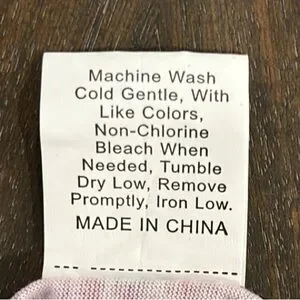 Machine Wash
Cold Gentle, With
Like Colors,
Non-Chlorine
Bleach When
Needed, Tumble
Dry Low, Remove
Promptly, Iron Low.
MADE IN CHINA